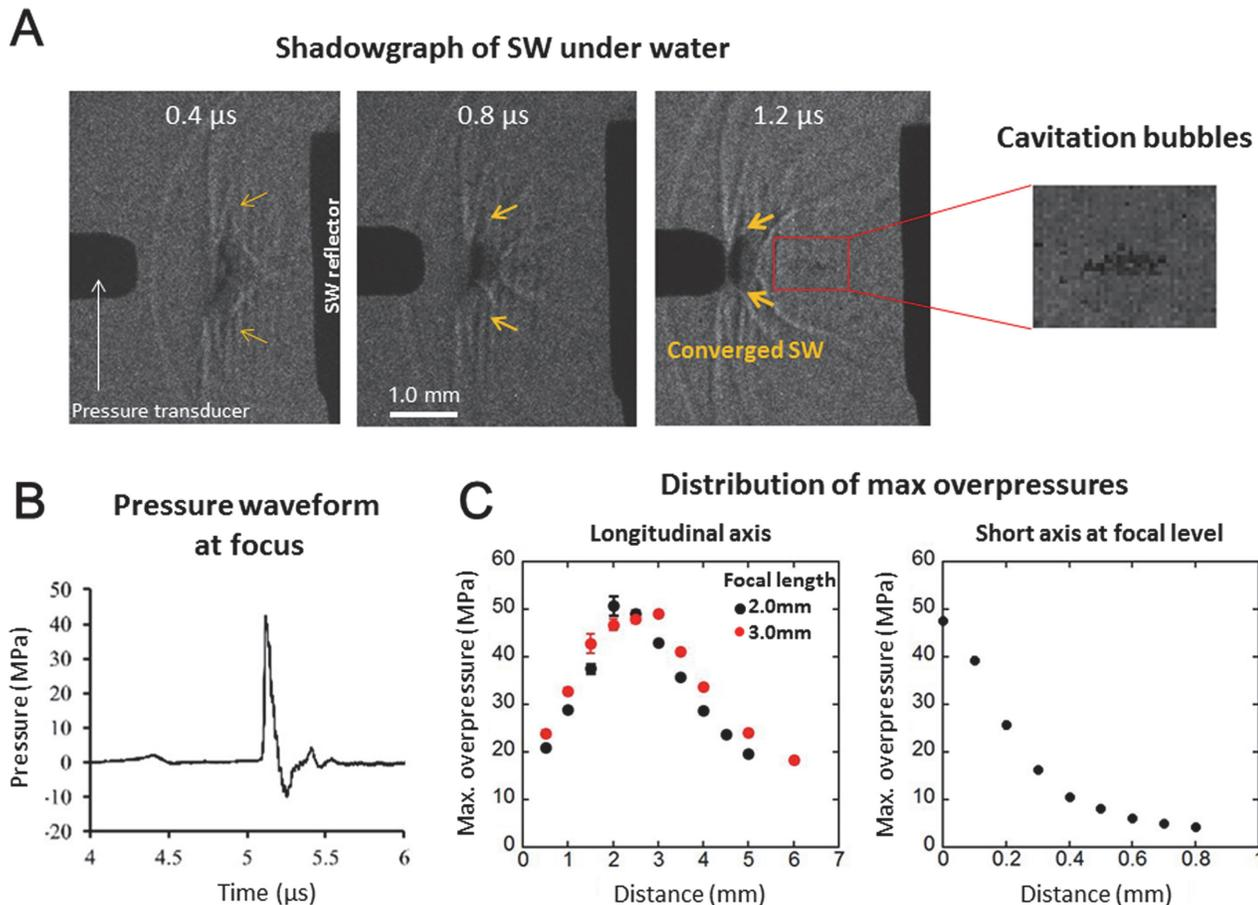 A
Shadowgraph of SW under water
0.4 μs
0.8 μs
1.2 μs
Cavitation bubbles
SW reflector
Converged SW
1.0 mm
Pressure transducer
B
Pressure waveform
at focus
Pressure (MPa)
50
40
30
20
10
0
-10
-20
4
4.5
5
5.5
6
Time (μs)
C
Distribution of max overpressures
Longitudinal axis
Max. overpressure (MPa)
60
50
40
30
20
10
0
Focal length
2.0mm
3.0mm
0
1
2
3
4
5
6
7
Distance (mm)
Short axis at focal level
Max. overpressure (MPa)
60
50
40
30
20
10
0
0
0.2
0.4
0.6
0.8
1
Distance (mm)